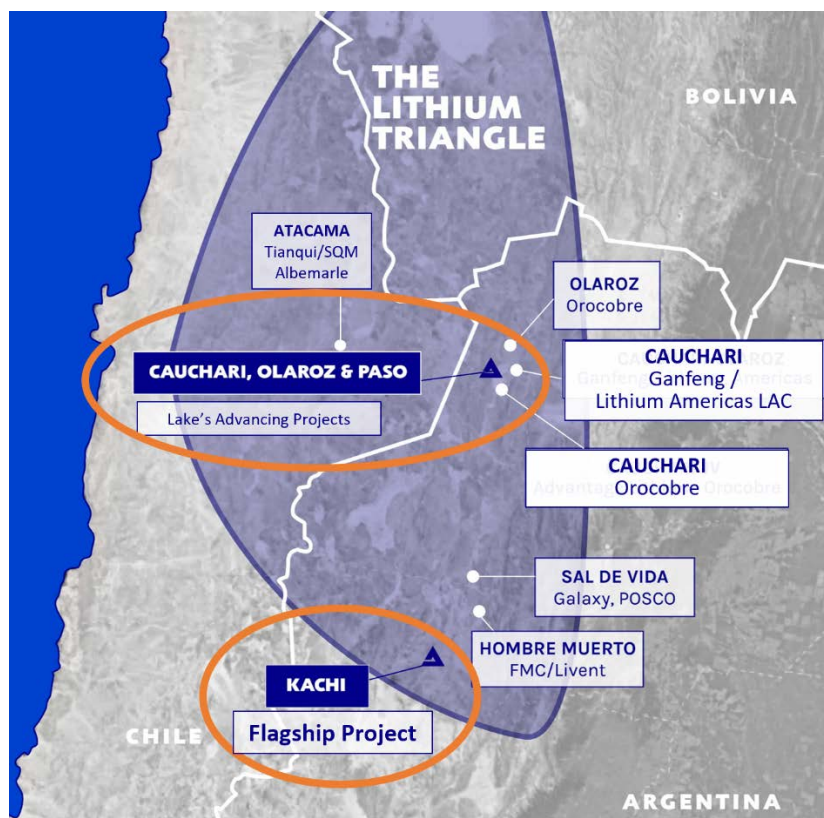 THE
LITHIUM
TRIANGLE
BOLIVIA
ATACAMA
Tianqui/SQM
Albemarle
OLAROZ
Orocobre
CAUCHARI, OLAROZ & PASO
Lake's Advancing Projects
CAUCHARI
Ganfeng /
Lithium Americas LAC
CAUCHARI
Orocobre
SAL DE VIDA
Galaxy, POSCO
HOMBRE MUERTO
FMC/Livent
KACHI
Flagship Project
CHILE
ARGENTINA